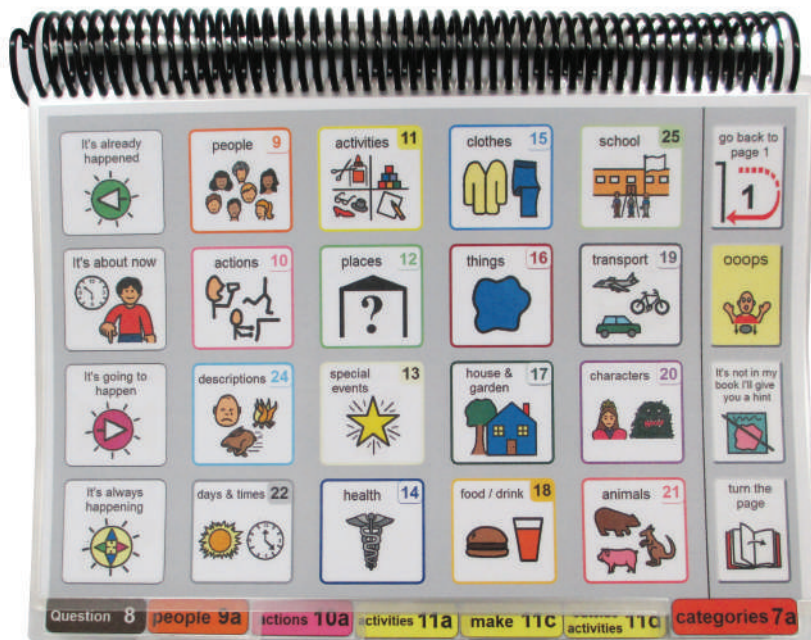 It's already
happened
people 9
activities 11
clothes 15
school 25
go back to
page 1
1
It's about now
actions 10
places 12
?
things 16
transport 19
ooops
It's going to
happen
descriptions 24
special
events 13
house &
garden 17
characters 20
It's not in my
book I'll give
you a hint
It's always
happening
days & times 22
health 14
food / drink 18
animals 21
turn the
page
Question 8
people 9a
actions 10a
activities 11a
make 11c
activities 11d
categories 7a